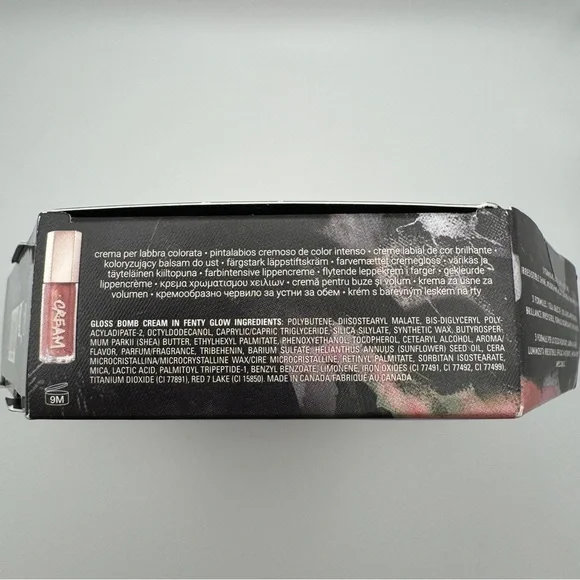 crema per labbra colorata • pintalabios cremoso de color intenso • creme labial de cor brilhante •
koloryzujący balsam do ust • färgstark läppstiftskräm • farvemættet cremegloss • värikäs ja
täyteläinen kiiltopuna • farbintensive lippencreme • flytende leppekrem i farger • gekleurde
lippencrème • κρεμα χρωματισμου χειλιων • cremă pentru buze și volum • krema za usne za
volumen • кремообразно червило за устни за обем • krém s barevným leskem na rty
GLOSS BOMB CREAM IN FENTY GLOW INGREDIENTS: POLYBUTENE, DIISOSTEARYL MALATE, BIS-DIGLYCERYL POLY-
ACYLADIPATE-2, OCTYLDODECANOL, CAPRYLIC/CAPRIC TRIGLYCERIDE, SILICA SILYLATE, SYNTHETIC WAX, BUTYROSPER-
MUM PARKII (SHEA) BUTTER, ETHYLHEXYL PALMITATE, PHENOXYETHANOL, TOCOPHEROL, CETEARYL ALCOHOL, AROMA/
FLAVOR, PARFUM/FRAGRANCE, TRIBEHENIN, BARIUM SULFATE, HELIANTHUS ANNUUS (SUNFLOWER) SEED OIL, CERA
MICROCRISTALLINA/MICROCRYSTALLINE WAX/CIRE MICROCRISTALLINE, RETINYL PALMITATE, SORBITAN ISOSTEARATE,
MICA, LACTIC ACID, PALMITOYL TRIPEPTIDE-1, BENZYL BENZOATE, LIMONENE, IRON OXIDES (CI 77491, CI 77492, CI 77499),
TITANIUM DIOXIDE (CI 77891), RED 7 LAKE (CI 15850). MADE IN CANADA/FABRIQUÉ AU CANADA
CREAM
9M